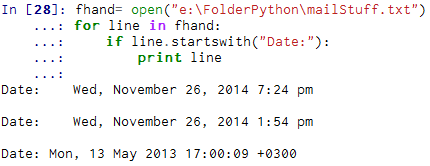 In [28]: fhand= open("e:\FolderPython\mailStuff.txt")
    ...: for line in fhand:
    ...:     if line.startswith("Date:"):
    ...:         print line
    ...:
Date:    Wed, November 26, 2014 7:24 pm

Date:    Wed, November 26, 2014 1:54 pm

Date: Mon, 13 May 2013 17:00:09 +0300